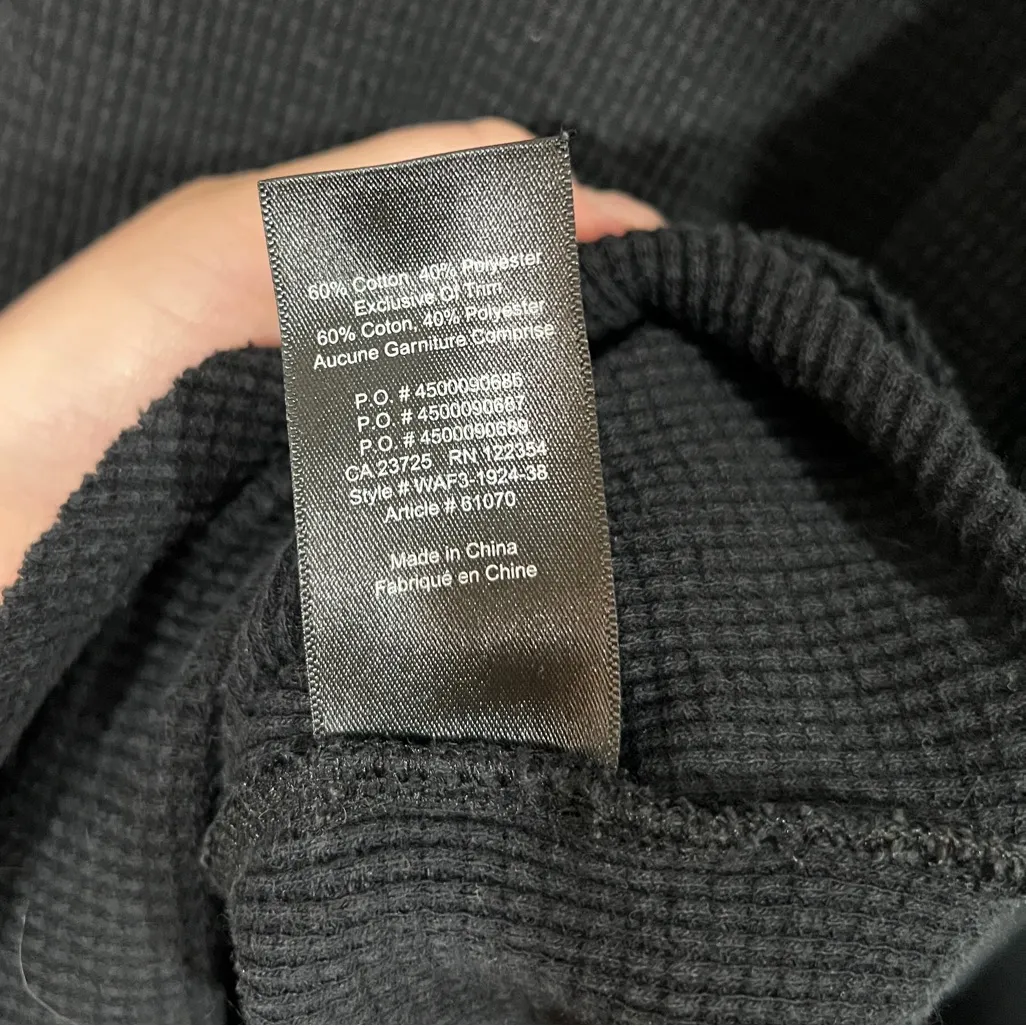 60% Cotton, 40% Polyester
Exclusive Of Trim
60% Coton, 40% Polyester
Aucune Garniture Comprise
P.O. # 4500090685
P.O. # 4500090687
P.O. # 4500090689
CA 23725 RN 122354
Style # WAF3-1924-38
Article # 61070
Made in China
Fabriqué en Chine